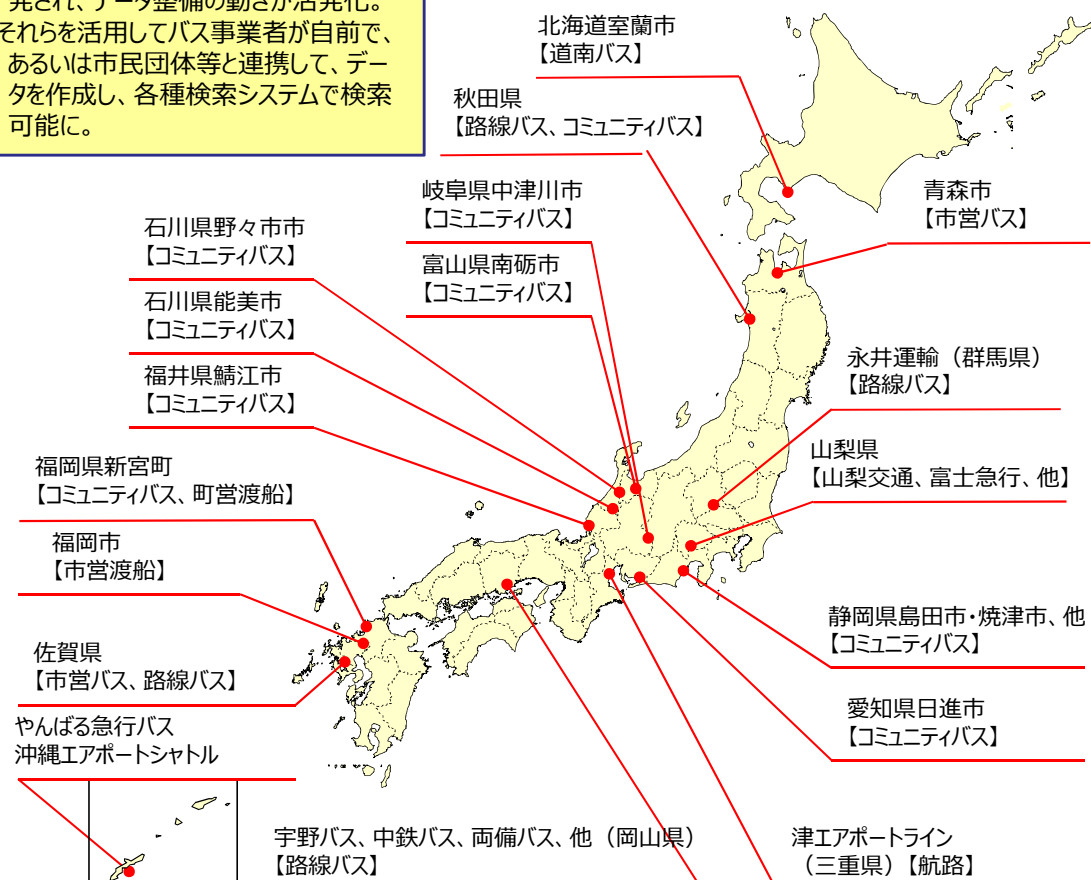 発され、データ整備の動きが活発化。
それらを活用してバス事業者が自前で、
あるいは市民団体等と連携して、デー
タを作成し、各種検索システムで検索
可能に。
北海道室蘭市
【道南バス】
秋田県
【路線バス、コミュニティバス】
青森市
【市営バス】
岐阜県中津川市
【コミュニティバス】
富山県南砺市
【コミュニティバス】
石川県野々市市
【コミュニティバス】
石川県能美市
【コミュニティバス】
福井県鯖江市
【コミュニティバス】
永井運輸（群馬県）
【路線バス】
山梨県
【山梨交通、富士急行、他】
福岡県新宮町
【コミュニティバス、町営渡船】
福岡市
【市営渡船】
佐賀県
【市営バス、路線バス】
やんばる急行バス
沖縄エアポートシャトル
静岡県島田市・焼津市、他
【コミュニティバス】
愛知県日進市
【コミュニティバス】
宇野バス、中鉄バス、両備バス、他（岡山県）
【路線バス】
津エアポートライン
（三重県）【航路】